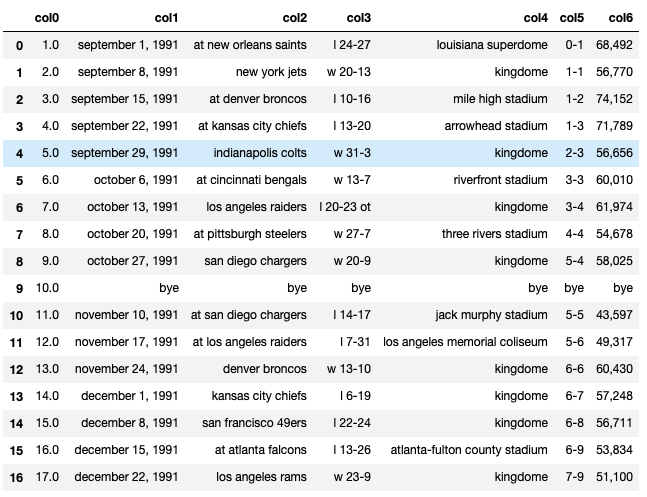 col0 col1 col2 col3 col4 col5 col6
0 1.0 september 1, 1991 at new orleans saints l 24-27 louisiana superdome 0-1 68,492
1 2.0 september 8, 1991 new york jets w 20-13 kingdome 1-1 56,770
2 3.0 september 15, 1991 at denver broncos l 10-16 mile high stadium 1-2 74,152
3 4.0 september 22, 1991 at kansas city chiefs l 13-20 arrowhead stadium 1-3 71,789
4 5.0 september 29, 1991 indianapolis colts w 31-3 kingdome 2-3 56,656
5 6.0 october 6, 1991 at cincinnati bengals w 13-7 riverfront stadium 3-3 60,010
6 7.0 october 13, 1991 los angeles raiders l 20-23 ot kingdome 3-4 61,974
7 8.0 october 20, 1991 at pittsburgh steelers w 27-7 three rivers stadium 4-4 54,678
8 9.0 october 27, 1991 san diego chargers w 20-9 kingdome 5-4 58,025
9 10.0 bye bye bye bye bye bye
10 11.0 november 10, 1991 at san diego chargers l 14-17 jack murphy stadium 5-5 43,597
11 12.0 november 17, 1991 at los angeles raiders l 7-31 los angeles memorial coliseum 5-6 49,317
12 13.0 november 24, 1991 denver broncos w 13-10 kingdome 6-6 60,430
13 14.0 december 1, 1991 kansas city chiefs l 6-19 kingdome 6-7 57,248
14 15.0 december 8, 1991 san francisco 49ers l 22-24 kingdome 6-8 56,711
15 16.0 december 15, 1991 at atlanta falcons l 13-26 atlanta-fulton county stadium 6-9 53,834
16 17.0 december 22, 1991 los angeles rams w 23-9 kingdome 7-9 51,100